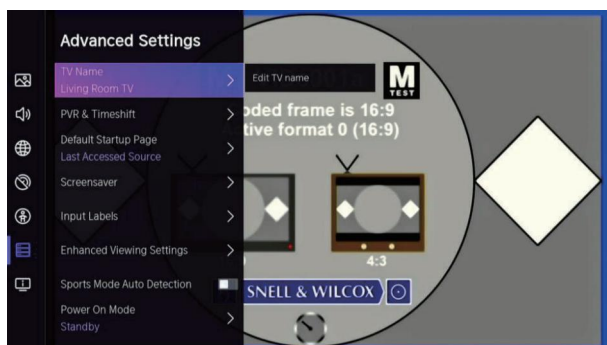 Advanced Settings
TV Name
Living Room TV
Edit TV name
M
TEST
PVR & Timeshift
oded frame is 16:9
tive format 0 (16:9)
Default Startup Page
Last Accessed Source
Screensaver
Input Labels
Enhanced Viewing Settings
4:3
Sports Mode Auto Detection
SNELL & WILCOX
Power On Mode
Standby